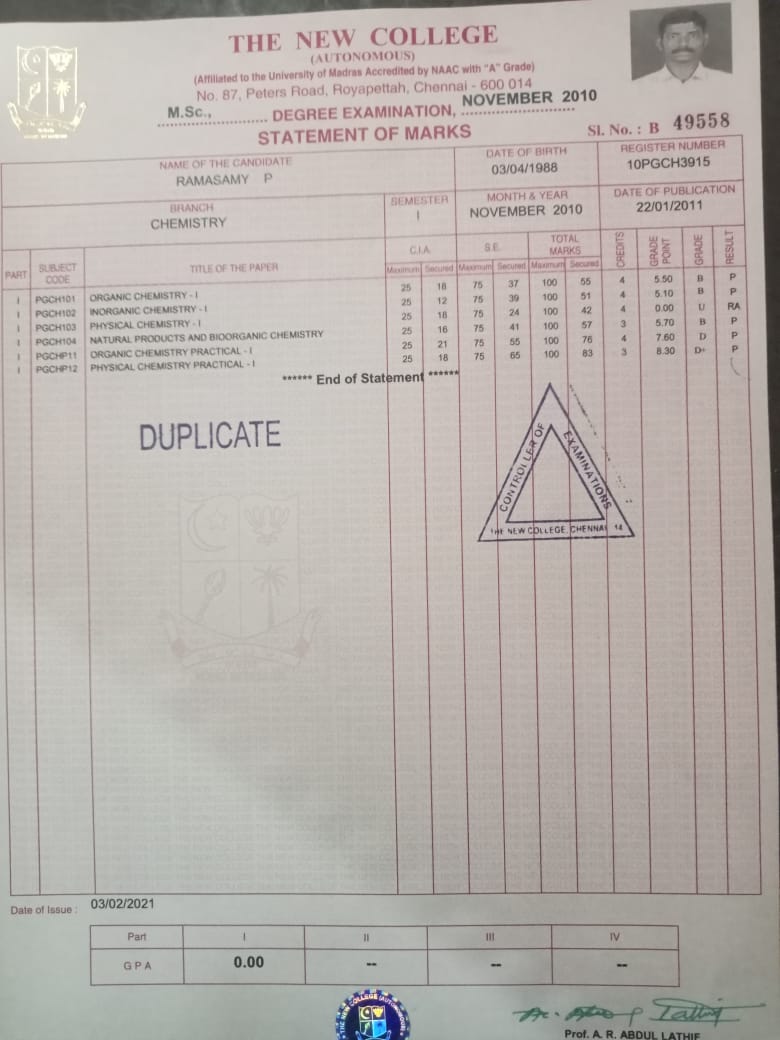 THE NEW COLLEGE
(AUTONOMOUS)
(Affiliated to the University of Madras Accredited by NAAC with "A" Grade)
No. 87, Peters Road, Royapettah, Chennai - 600 014
M.Sc., DEGREE EXAMINATION, NOVEMBER 2010
STATEMENT OF MARKS
Sl. No. : B 49558
NAME OF THE CANDIDATE DATE OF BIRTH REGISTER NUMBER
RAMASAMY P 03/04/1988 10PGCH3915
BRANCH SEMESTER MONTH & YEAR DATE OF PUBLICATION
CHEMISTRY I NOVEMBER 2010 22/01/2011
PART SUBJECT CODE TITLE OF THE PAPER C.I.A. S.E. TOTAL MARKS CREDITS GRADE POINT GRADE RESULT
Maximum Secured Maximum Secured Maximum Secured
I PGCH101 ORGANIC CHEMISTRY - I 25 18 75 37 100 55 4 5.50 B P
I PGCH102 INORGANIC CHEMISTRY - I 25 12 75 39 100 51 4 5.10 B P
I PGCH103 PHYSICAL CHEMISTRY - I 25 18 75 24 100 42 4 0.00 U RA
I PGCH104 NATURAL PRODUCTS AND BIOORGANIC CHEMISTRY 25 16 75 41 100 57 3 5.70 B P
I PGCHP11 ORGANIC CHEMISTRY PRACTICAL - I 25 21 75 55 100 76 4 7.60 D P
I PGCHP12 PHYSICAL CHEMISTRY PRACTICAL - I 25 18 75 65 100 83 3 8.30 D+ P
****** End of Statement ******
DUPLICATE
CONTROLLER OF EXAMINATIONS
THE NEW COLLEGE, CHENNAI 14
Date of Issue : 03/02/2021
Part I II III IV
G P A 0.00 -- -- --
THE NEW COLLEGE (AUTONOMOUS)
Prof. A. R. ABDUL LATHIF